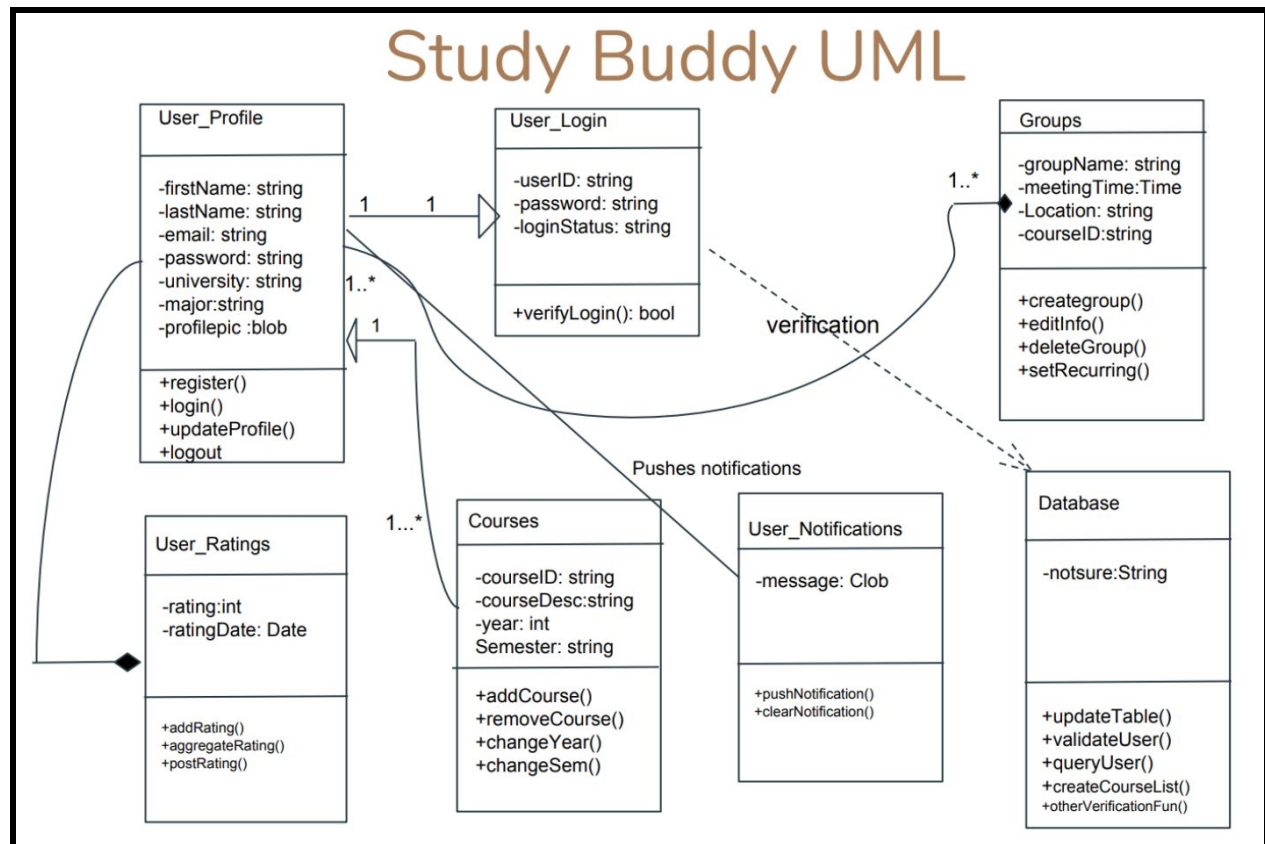 Study Buddy UML
User_Profile
-firstName: string
-lastName: string
-email: string
-password: string
-university: string
-major:string
-profilepic :blob
+register()
+login()
+updateProfile()
+logout
1
1
User_Login
-userID: string
-password: string
-loginStatus: string
+verifyLogin(): bool
1..*
Groups
-groupName: string
-meetingTime:Time
-Location: string
-courseID:string
+creategroup()
+editInfo()
+deleteGroup()
+setRecurring()
1..*
1
verification
Pushes notifications
1...*
User_Ratings
-rating:int
-ratingDate: Date
+addRating()
+aggregateRating()
+postRating()
Courses
-courseID: string
-courseDesc:string
-year: int
Semester: string
+addCourse()
+removeCourse()
+changeYear()
+changeSem()
User_Notifications
-message: Clob
+pushNotification()
+clearNotification()
Database
-notsure:String
+updateTable()
+validateUser()
+queryUser()
+createCourseList()
+otherVerificationFun()